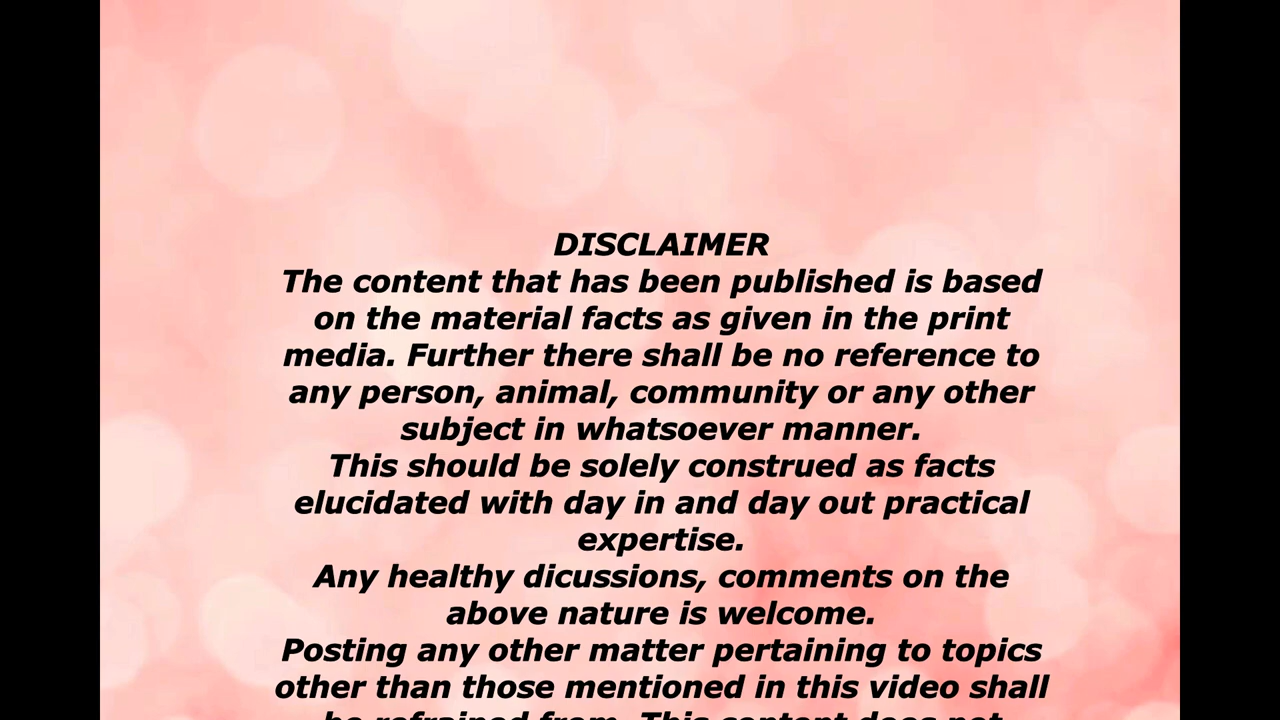 DISCLAIMER
The content that has been published is based
on the material facts as given in the print
media. Further there shall be no reference to
any person, animal, community or any other
subject in whatsoever manner.
This should be solely construed as facts
elucidated with day in and day out practical
expertise.
Any healthy dicussions, comments on the
above nature is welcome.
Posting any other matter pertaining to topics
other than those mentioned in this video shall
be refrained from. This content does not